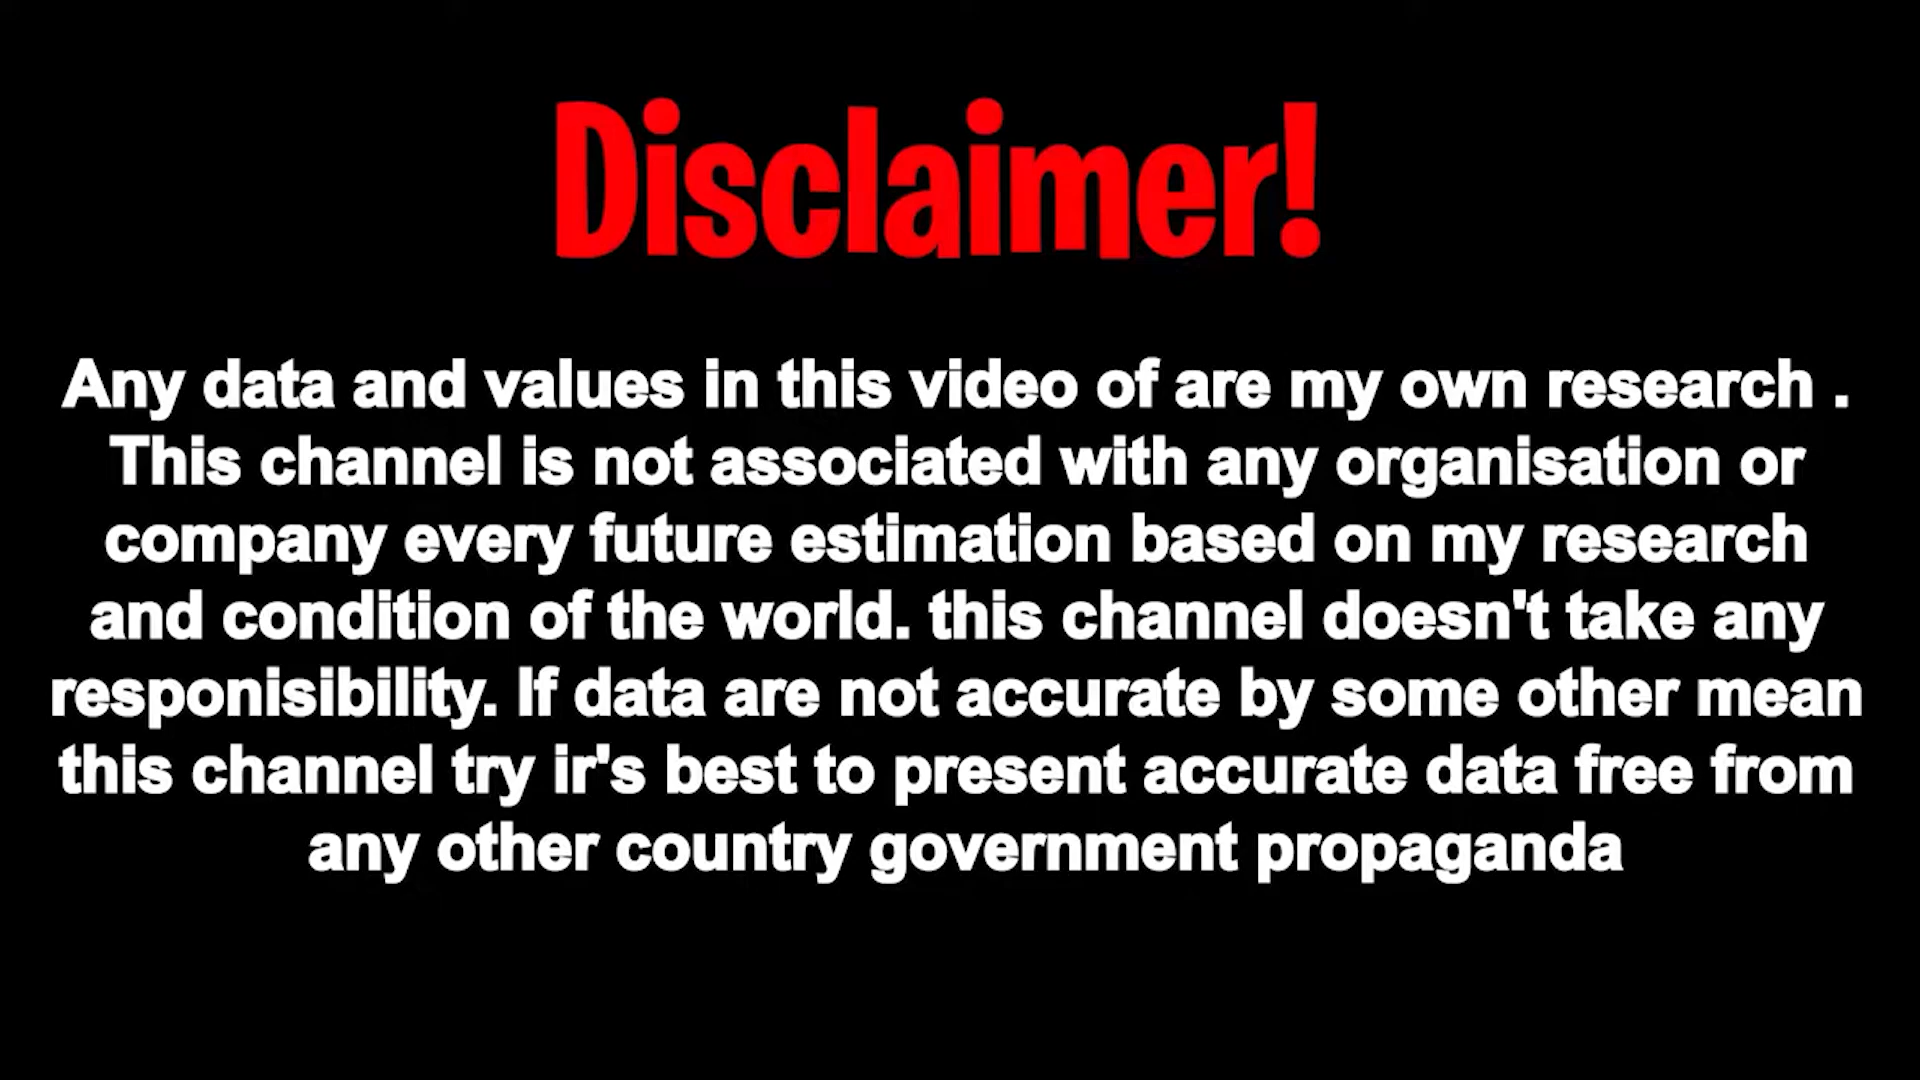 Disclaimer!
Any data and values in this video of are my own research .
This channel is not associated with any organisation or
company every future estimation based on my research
and condition of the world. this channel doesn't take any
responisibility. If data are not accurate by some other mean
this channel try ir's best to present accurate data free from
any other country government propaganda